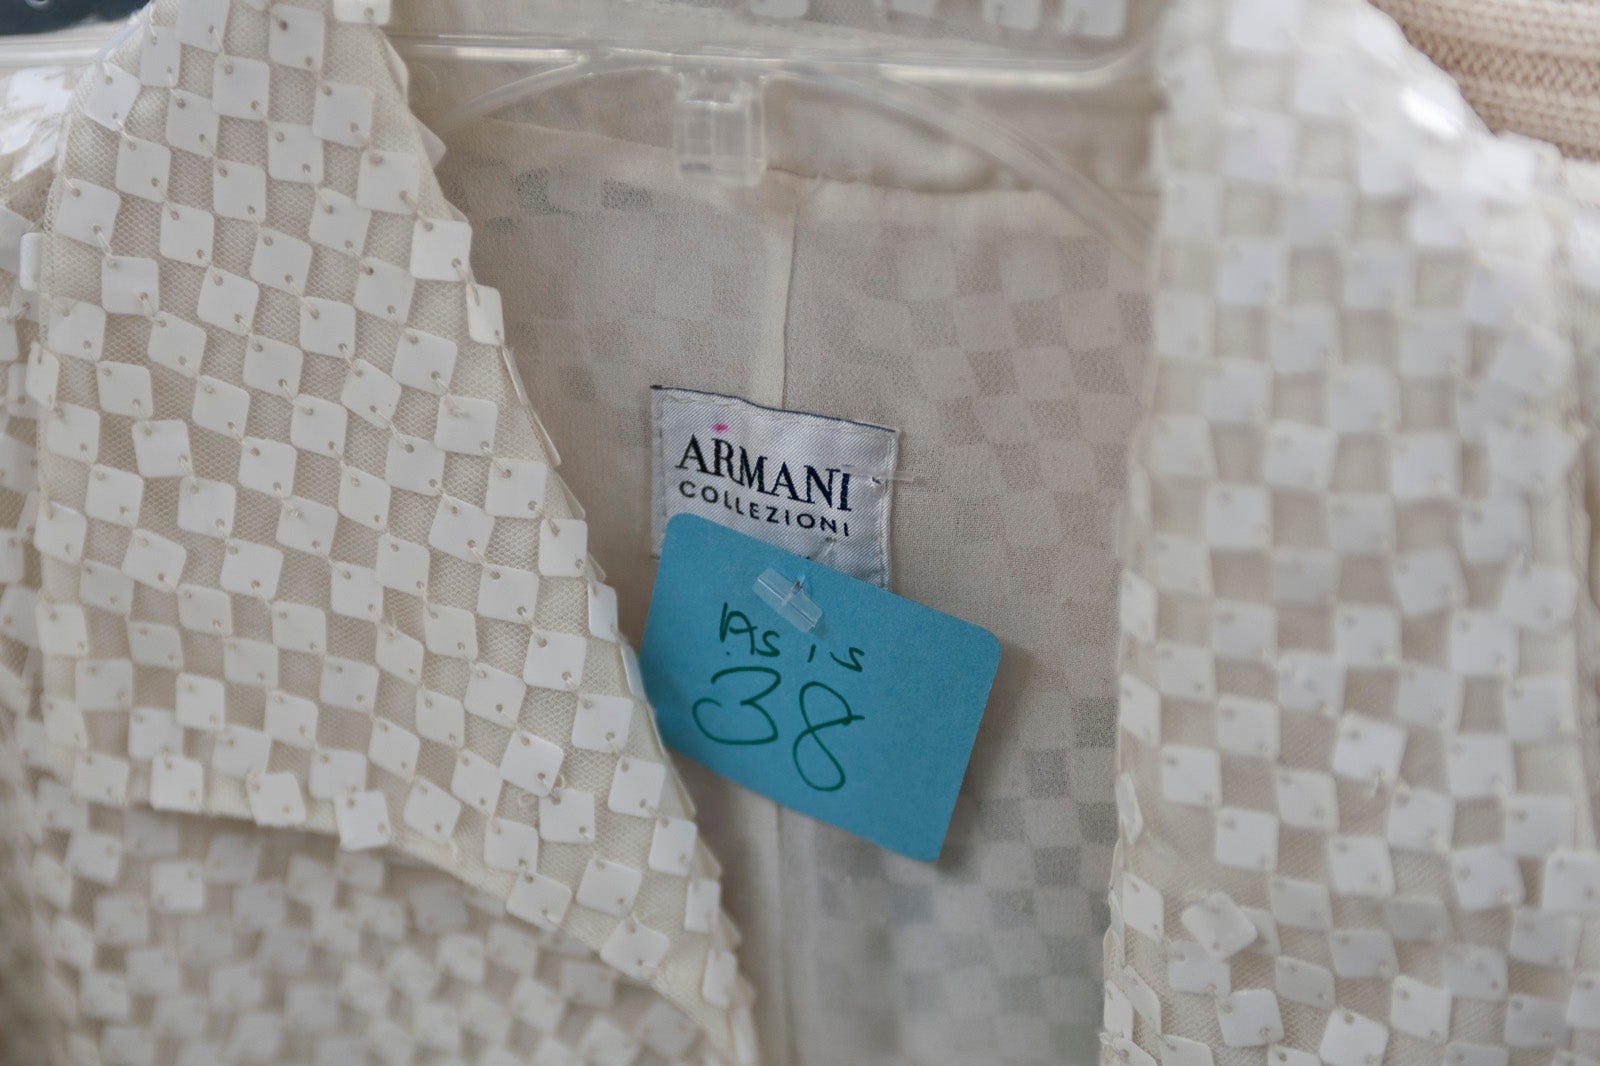 ARMANI
COLLEZIONI
AS IS
38